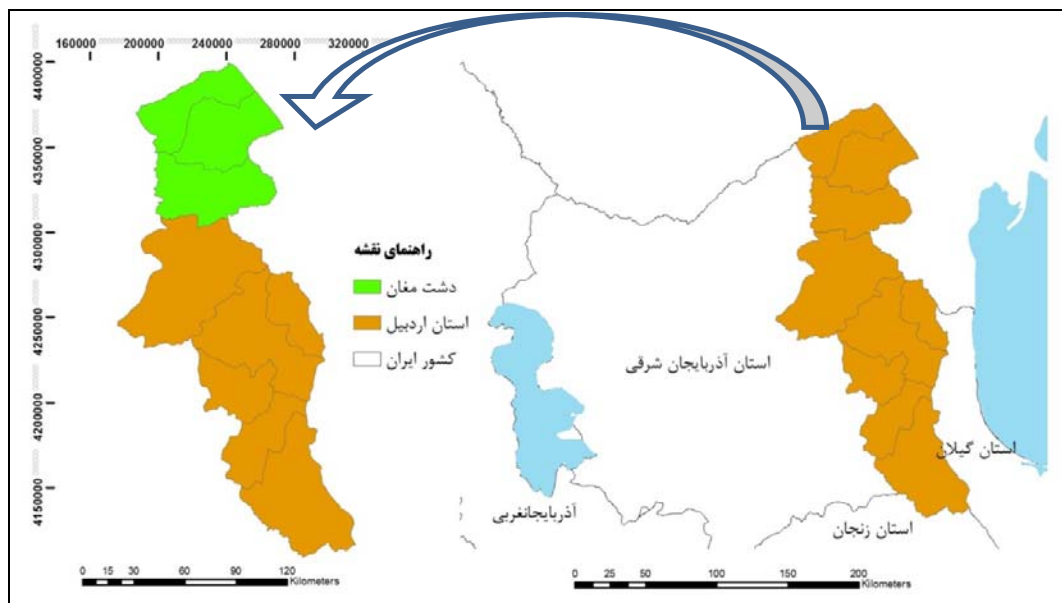 160000 200000 240000 280000 320000
4400000
4350000
4300000
4250000
4200000
4150000
راهنمای نقشه
دشت مغان
استان اردبیل
کشور ایران
استان آذربایجان شرقی
استان گیلان
آذربایجانغربی
استان زنجان
0 15 30 60 90 120
Kilometers
0 25 50 100 150 200
Kilometers